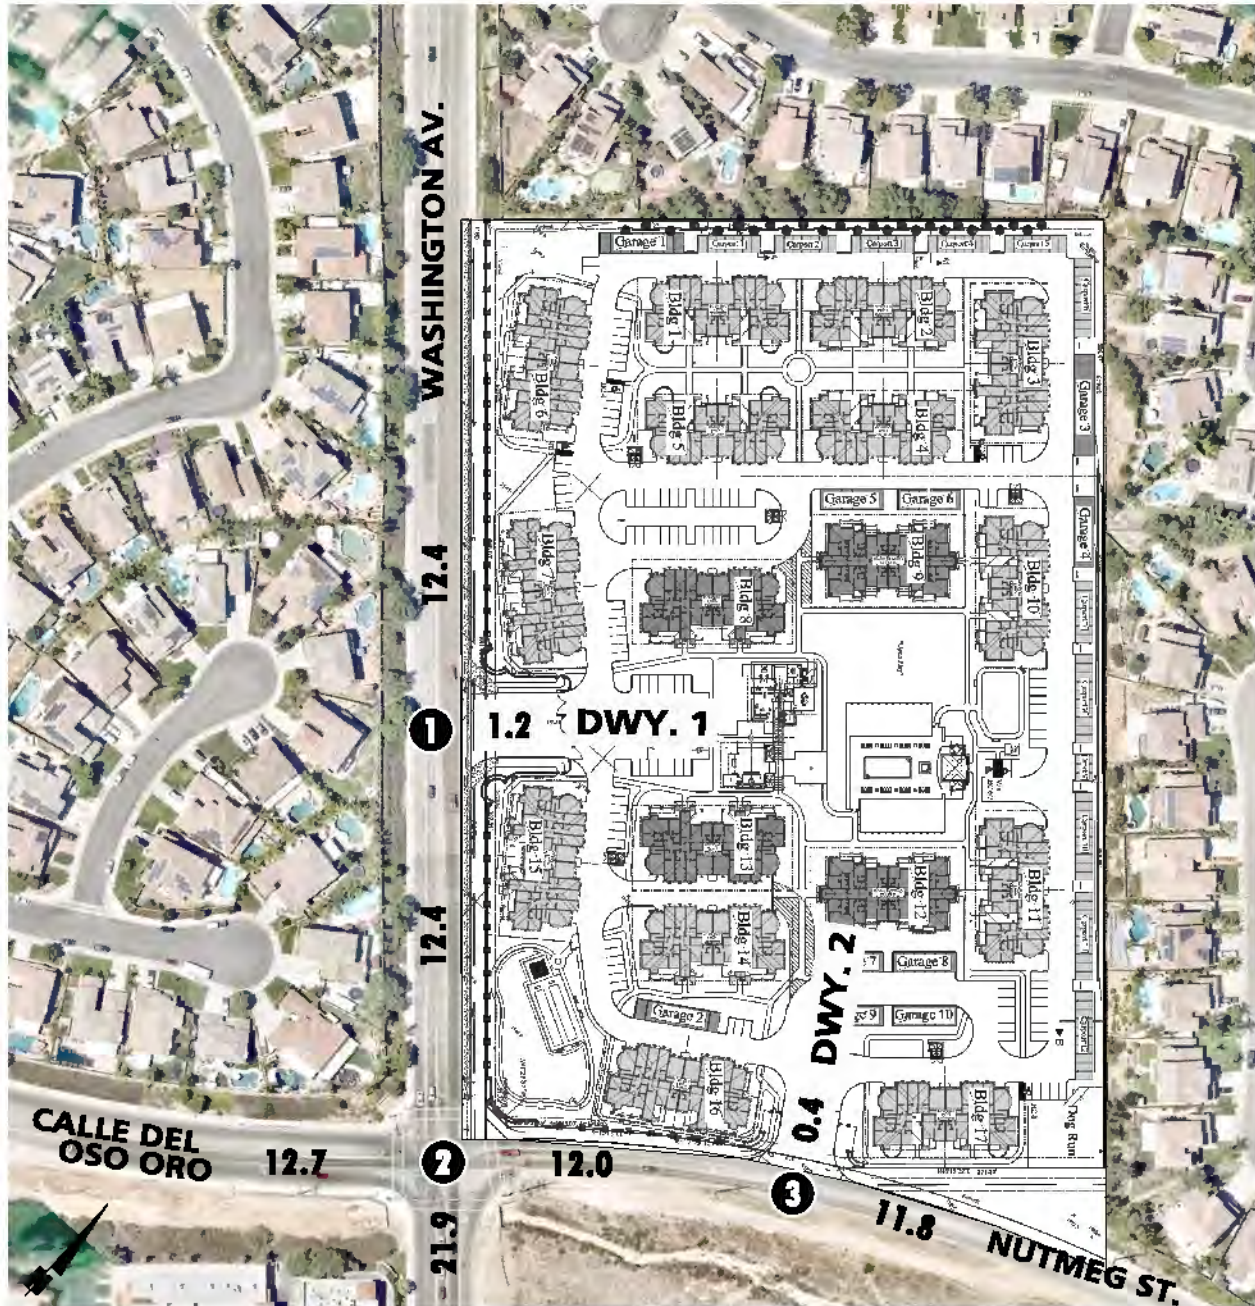 WASHINGTON AV.
Garage 1
Carport 1
Carport 2
Carport 3
Carport 4
Carport 5
Bldg 1
Bldg 2
Bldg 3
Bldg 6
Bldg 5
Bldg 4
Garage 3
Garage 5
Garage 6
Garage 4
12.4
Bldg 7
Bldg 8
Bldg 9
Bldg 10
1
1.2
DWY. 1
Bldg 15
Bldg 13
Bldg 12
Bldg 11
12.4
Bldg 14
DWY. 2
Garage 8
Garage 2
Garage 10
Bldg 16
0.4
Bldg 17
Dog Run
CALLE DEL
OSO ORO
12.7
2
12.0
3
11.8
21.9
NUTMEG ST.